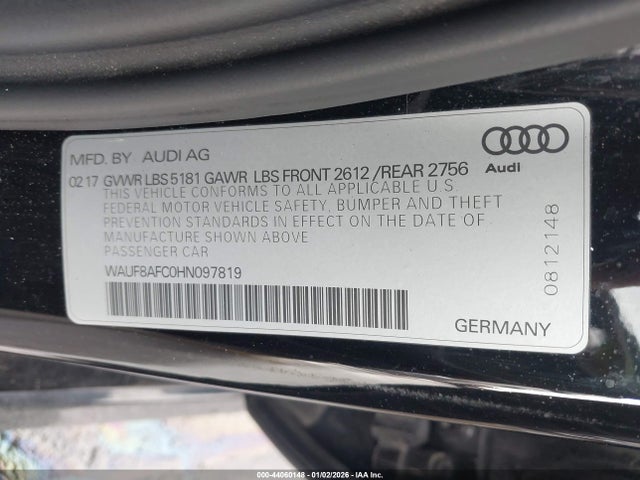 MFD. BY AUDI AG
02 17 GVWR LBS 5181 GAWR LBS FRONT 2612 /REAR 2756
THIS VEHICLE CONFORMS TO ALL APPLICABLE U.S
FEDERAL MOTOR VEHICLE SAFETY, BUMPER AND THEFT
PREVENTION STANDARDS IN EFFECT ON THE DATE OF
MANUFACTURE SHOWN ABOVE
PASSENGER CAR
WAUF8AFC0HN097819
Audi
0812148
GERMANY
000-44060148 - 01/02/2026 - IAA, Inc.